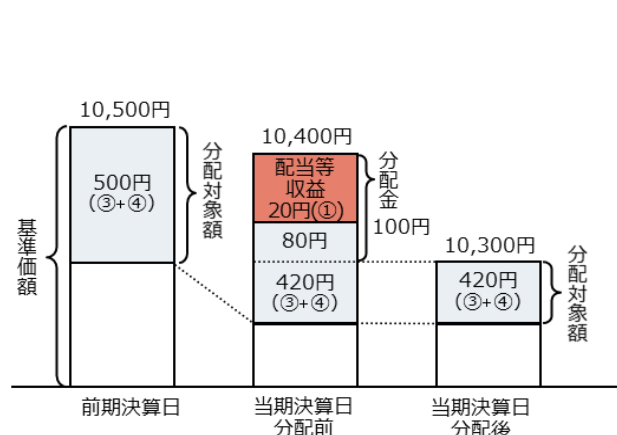 10,500円
500円
(③+④)
分配対象額
基準価額
前期決算日
10,400円
配当等
収益
20円(①)
80円
420円
(③+④)
分配金
100円
当期決算日
分配前
10,300円
420円
(③+④)
分配対象額
当期決算日
分配後